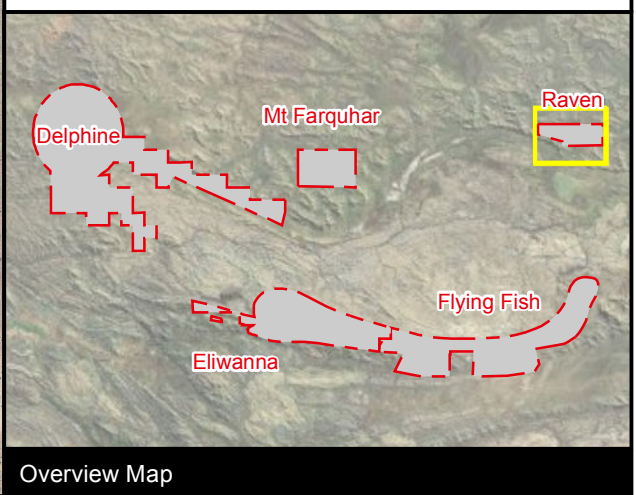 Raven
Mt Farquhar
Delphine
Flying Fish
Eliwanna
Overview Map